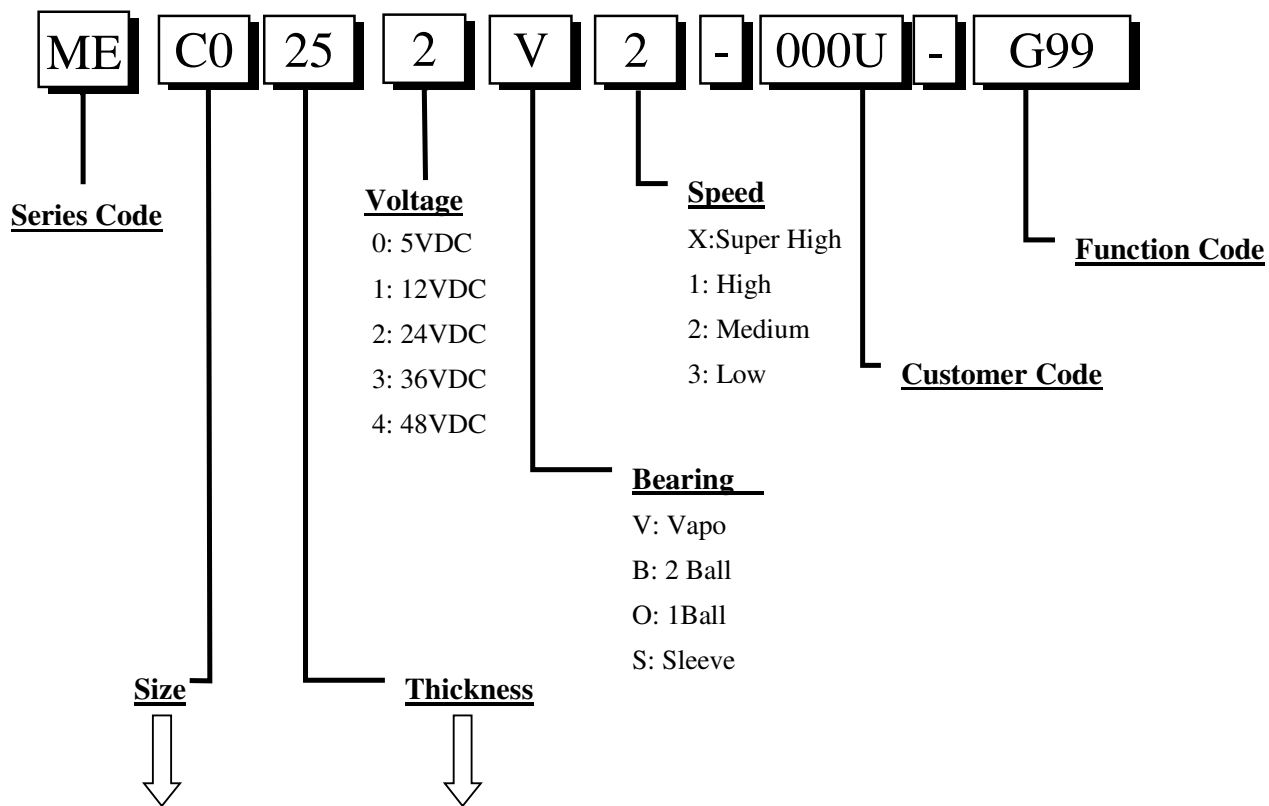 ME C0 25 2 V 2 - 000U - G99
Series Code
Voltage
0: 5VDC
1: 12VDC
2: 24VDC
3: 36VDC
4: 48VDC
Speed
X:Super High
1: High
2: Medium
3: Low
Function Code
Customer Code
Bearing
V: Vapo
B: 2 Ball
O: 1Ball
S: Sleeve
Size
Thickness